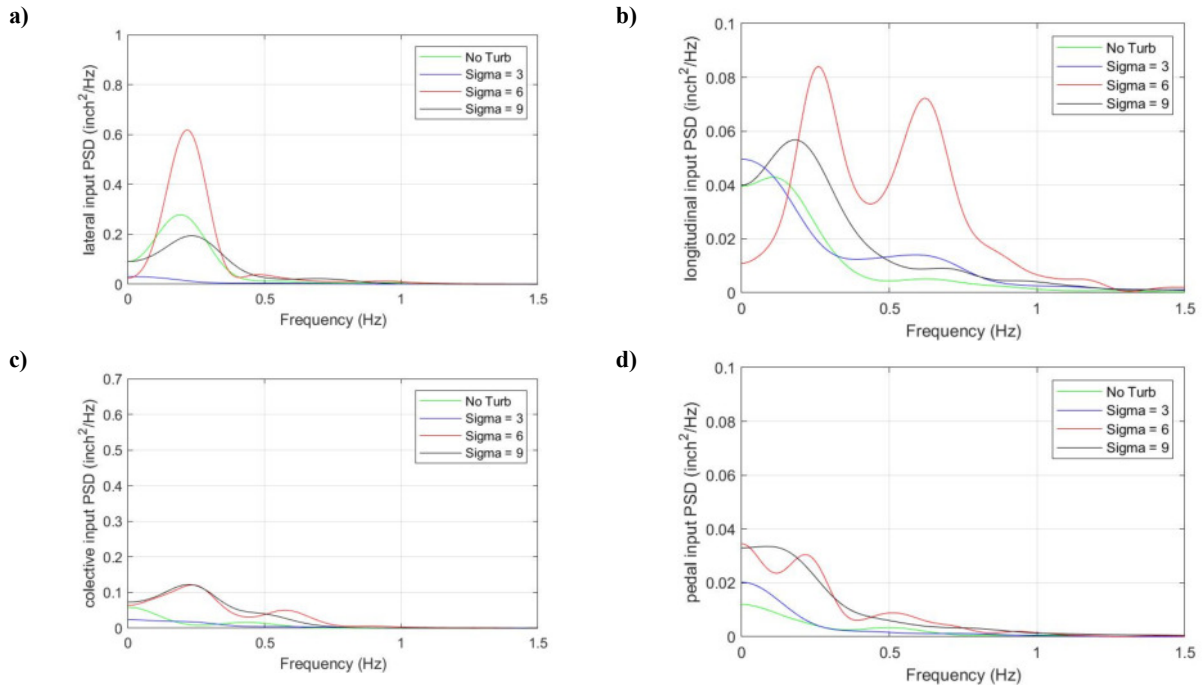 a)
1
0.8
0.6
0.4
0.2
0
lateral input PSD (inch²/Hz)
0 0.5 1 1.5
Frequency (Hz)
No Turb
Sigma = 3
Sigma = 6
Sigma = 9
b)
0.1
0.08
0.06
0.04
0.02
0
longitudinal input PSD (inch²/Hz)
0 0.5 1 1.5
Frequency (Hz)
No Turb
Sigma = 3
Sigma = 6
Sigma = 9
c)
0.7
0.6
0.5
0.4
0.3
0.2
0.1
0
colective input PSD (inch²/Hz)
0 0.5 1 1.5
Frequency (Hz)
No Turb
Sigma = 3
Sigma = 6
Sigma = 9
d)
0.1
0.08
0.06
0.04
0.02
0
pedal input PSD (inch²/Hz)
0 0.5 1 1.5
Frequency (Hz)
No Turb
Sigma = 3
Sigma = 6
Sigma = 9